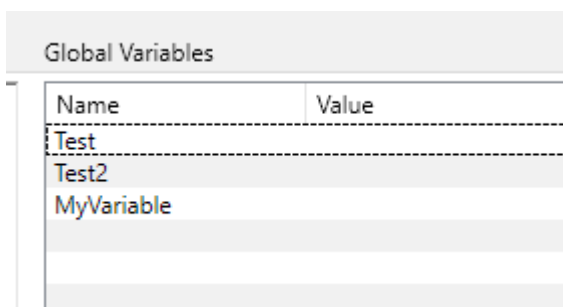 Global Variables
Name Value
Test
Test2
MyVariable